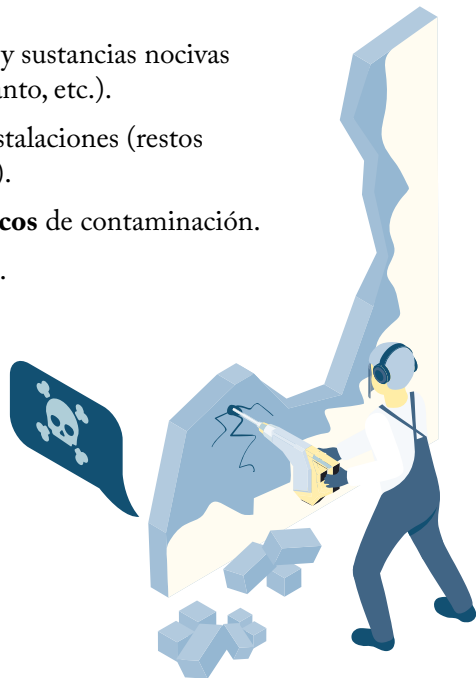 y sustancias nocivas
nto, etc.).
stalaciones (restos
).
cos de contaminación.
.